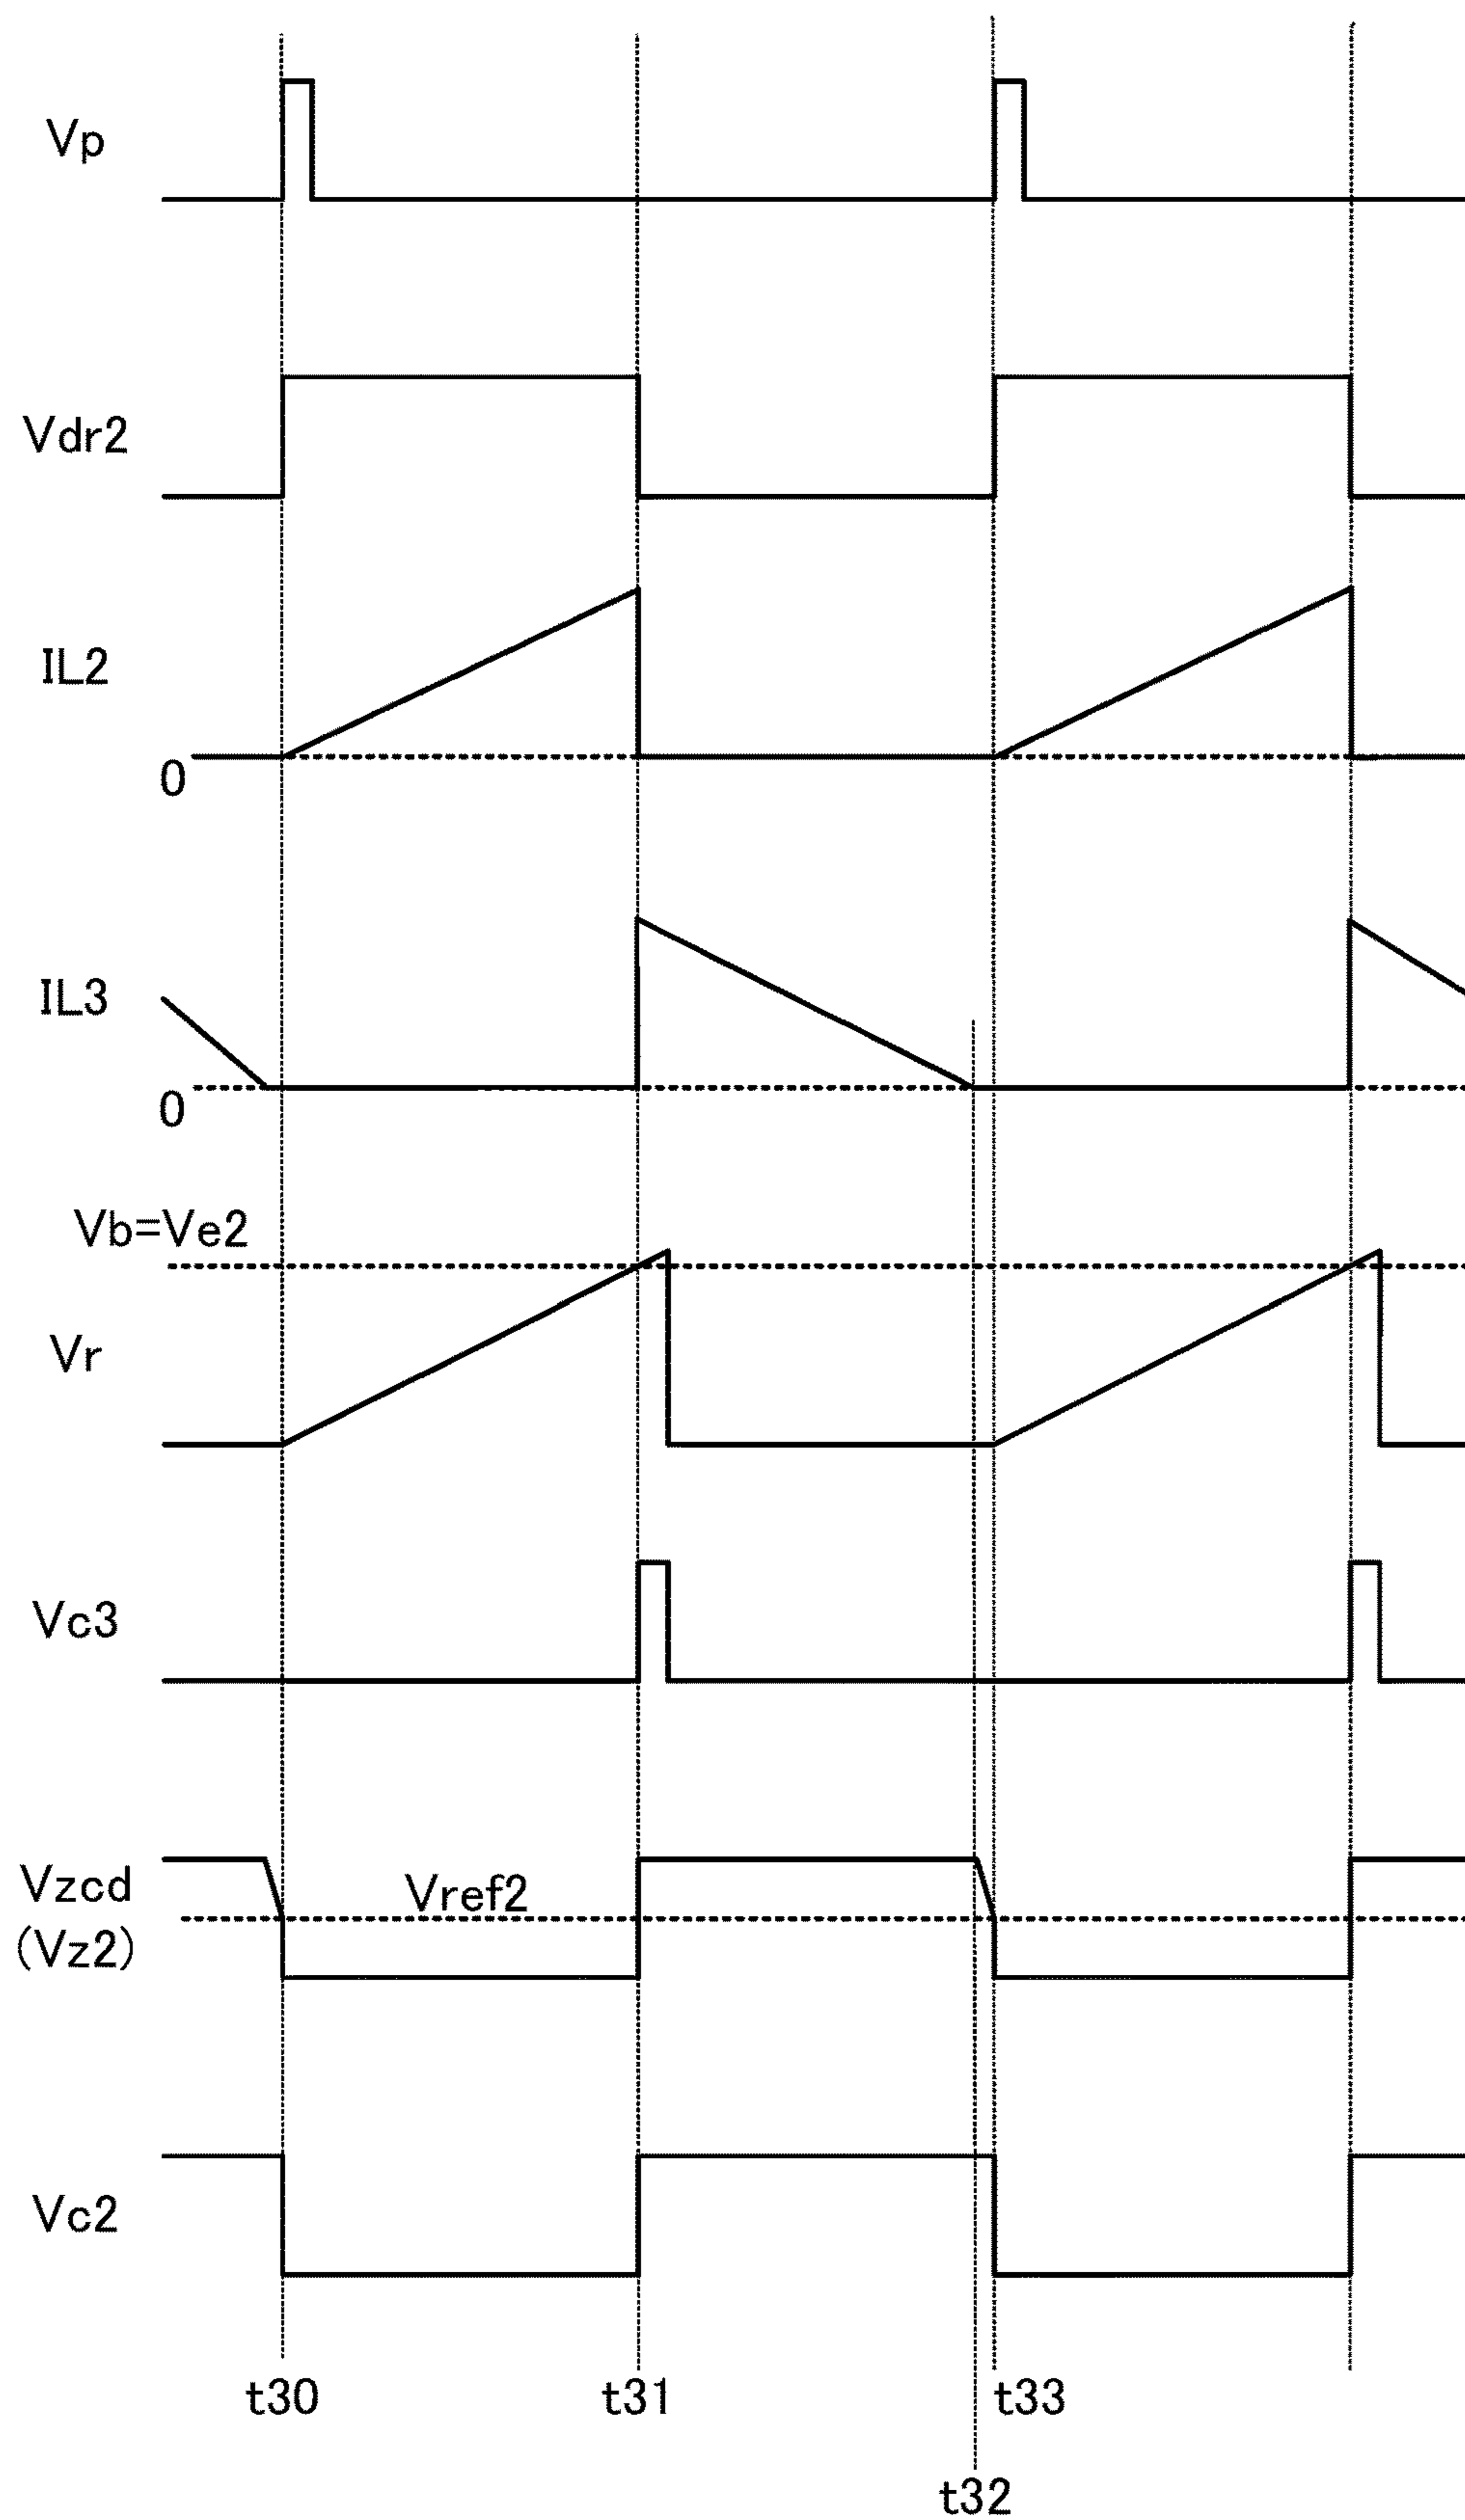 Vp
Vdr2
IL2
0
IL3
0
Vb=Ve2
Vr
Vc3
Vzcd
(Vz2)
Vref2
Vc2
t30
t31
t33
t32